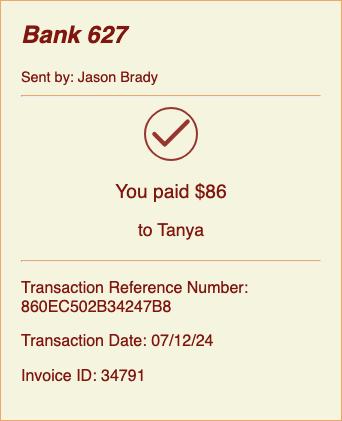 Bank 627
Sent by: Jason Brady
You paid $86
to Tanya
Transaction Reference Number:
860EC502B34247B8
Transaction Date: 07/12/24
Invoice ID: 34791